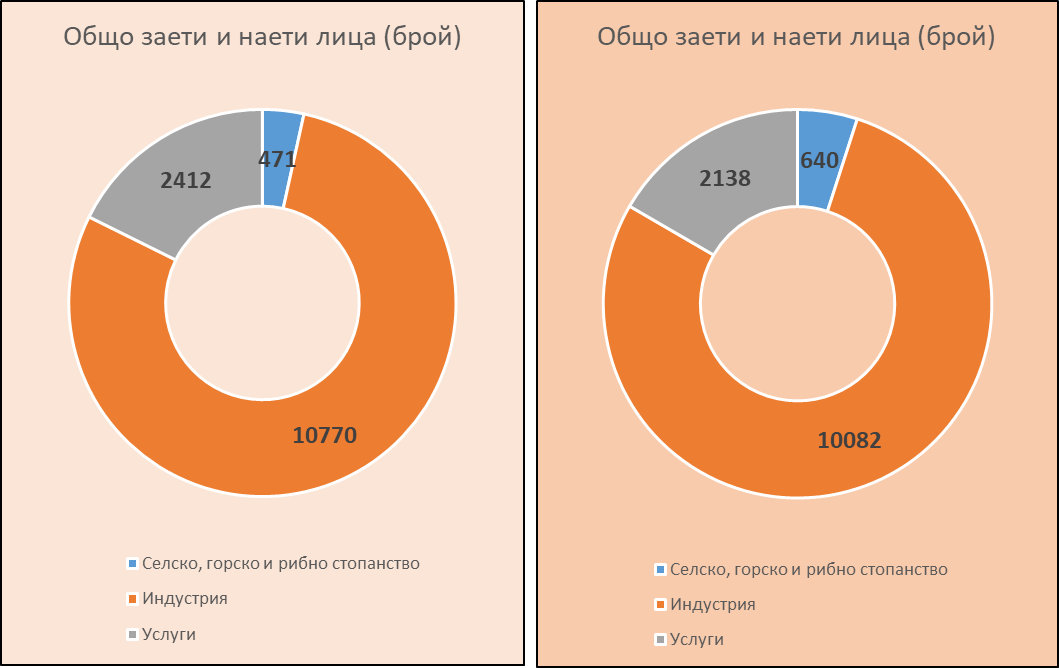 Общо заети и наети лица (брой)
471
2412
10770
Селско, горско и рибно стопанство
Индустрия
Услуги
Общо заети и наети лица (брой)
640
2138
10082
Селско, горско и рибно стопанство
Индустрия
Услуги